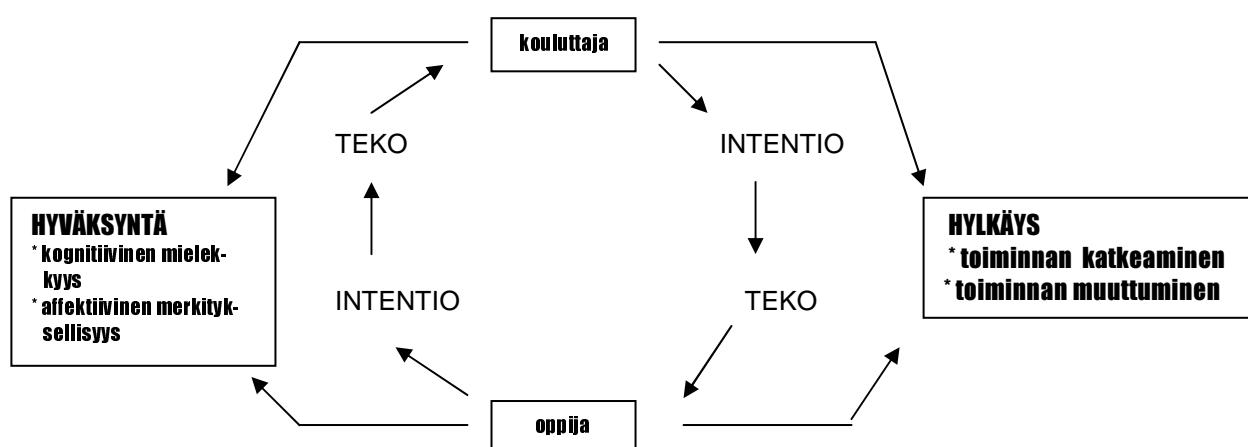 kouluttaja
TEKO
INTENTIO
HYVÄKSYNTÄ
* kognitiivinen mielek-
kyys
* affektiivinen merkityk-
sellisyys
HYLKÄYS
* toiminnan katkeaminen
* toiminnan muuttuminen
INTENTIO
TEKO
oppija